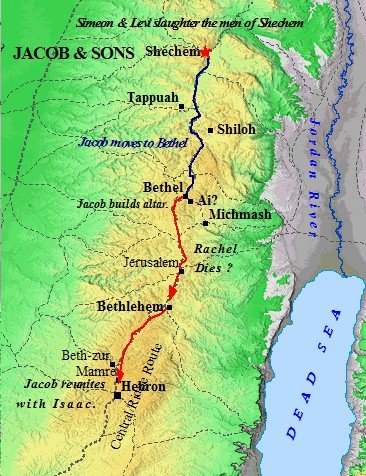 Simeon & Levi slaughter the men of Shechem
JACOB & SONS
Shechem
Tappuah
Shiloh
Jacob moves to Bethel
Jordan River
Bethel
Ai?
Jacob builds altar.
Michmash
Rachel
Dies ?
Jerusalem
Bethlehem
DEAD SEA
Beth-zur
Mamre
Jacob reunites
with Isaac.
Hebron
Central Ridge Route